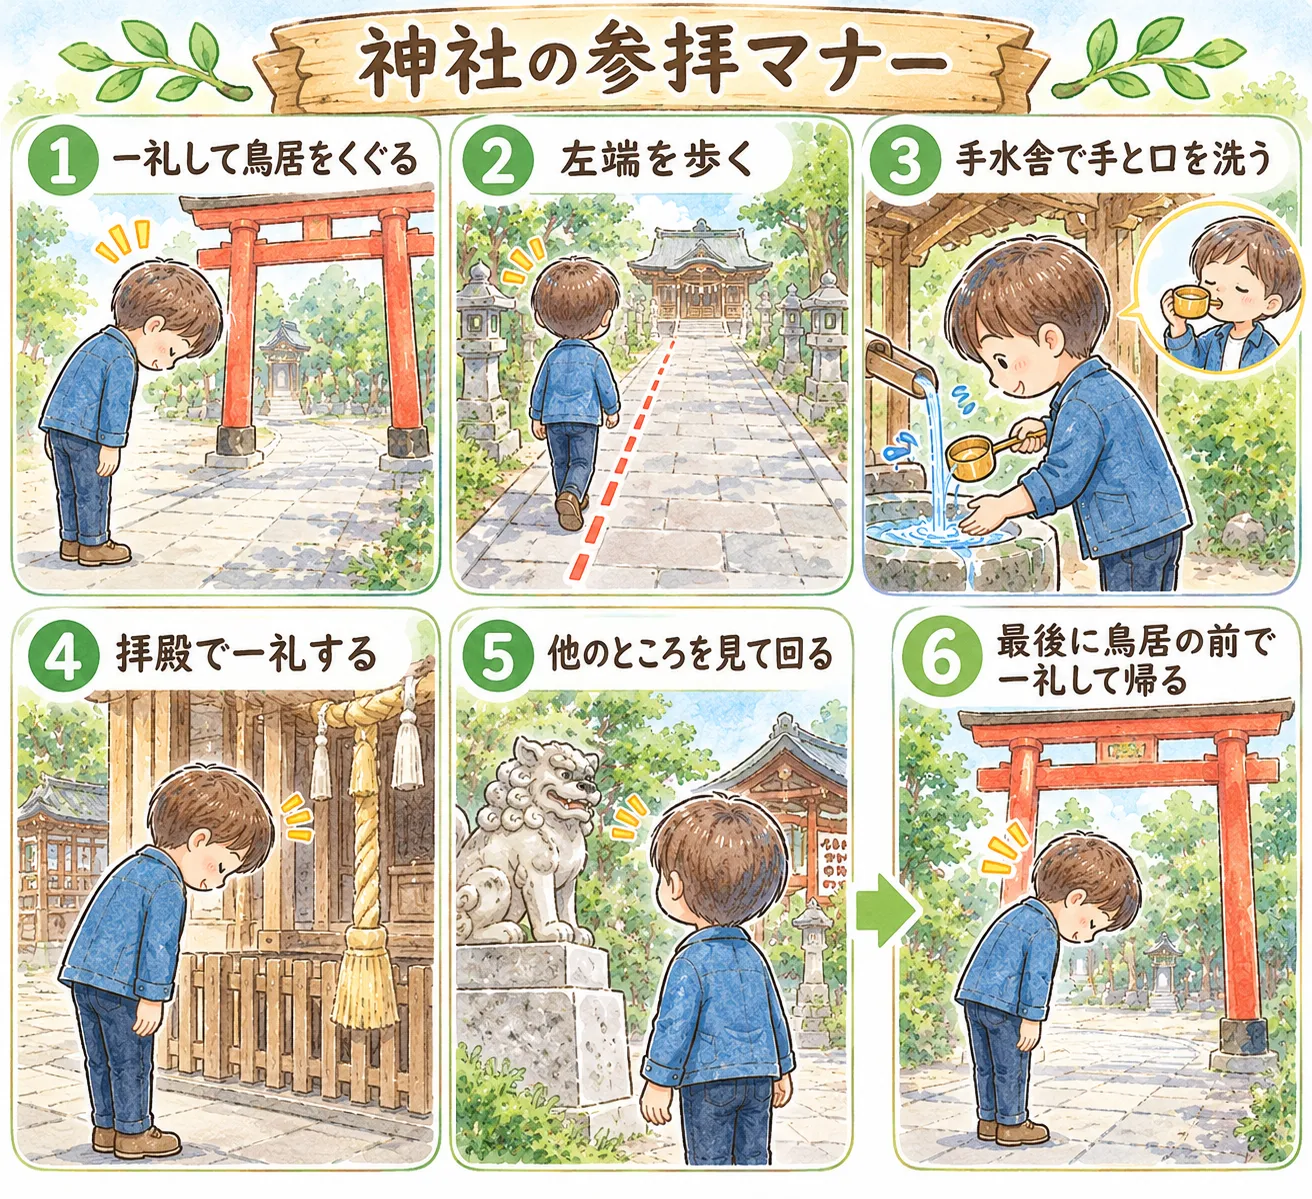 神社の参拝マナー
1 一礼して鳥居をくぐる
2 左端を歩く
3 手水舎で手と口を洗う
4 拝殿で一礼する
5 他のところを見て回る
6 最後に鳥居の前で
一礼して帰る